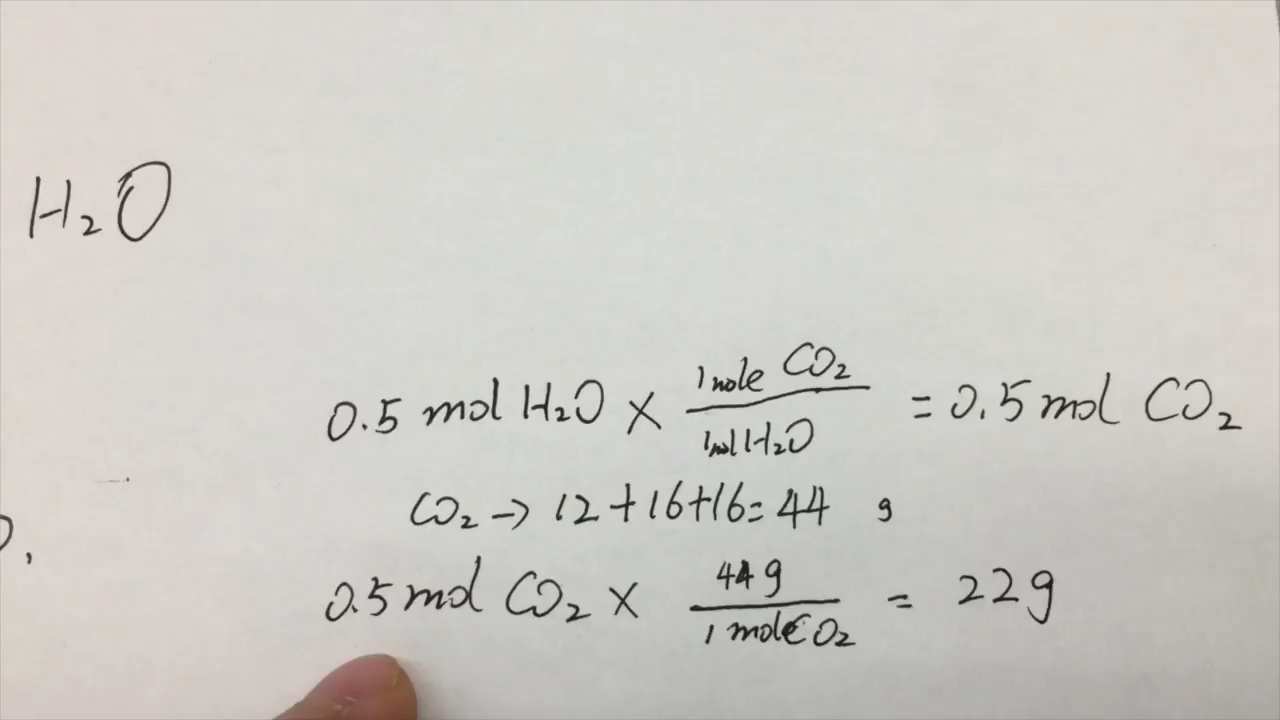 H₂O
0.5 mol H₂O × 1 mole CO₂ / 1 mol H₂O = 0.5 mol CO₂
CO₂ → 12+16+16=44 g
0.5 mol CO₂ × 44 g / 1 mole CO₂ = 22g